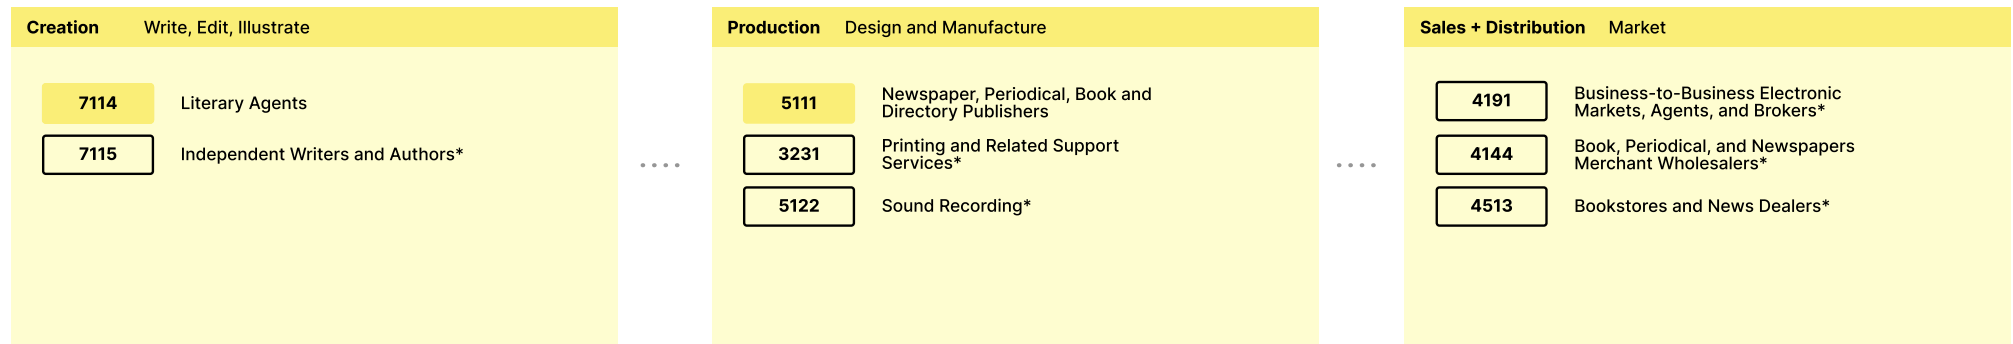 Creation Write, Edit, Illustrate
7114 Literary Agents
7115 Independent Writers and Authors*
Production Design and Manufacture
5111 Newspaper, Periodical, Book and
Directory Publishers
3231 Printing and Related Support
Services*
5122 Sound Recording*
Sales + Distribution Market
4191 Business-to-Business Electronic
Markets, Agents, and Brokers*
4144 Book, Periodical, and Newspapers
Merchant Wholesalers*
4513 Bookstores and News Dealers*